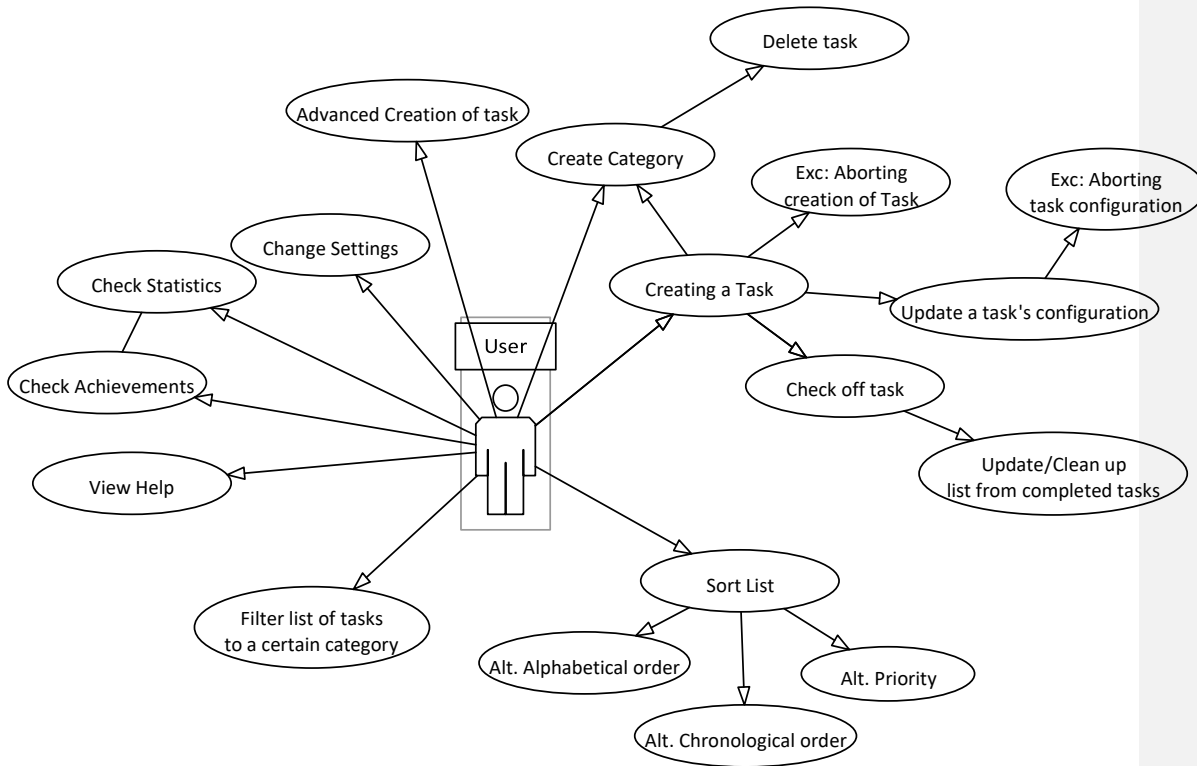 Delete task
Advanced Creation of task
Create Category
Exc: Aborting
creation of Task
Exc: Aborting
task configuration
Change Settings
Check Statistics
Creating a Task
Update a task's configuration
User
Check Achievements
Check off task
View Help
Update/Clean up
list from completed tasks
Sort List
Filter list of tasks
to a certain category
Alt. Alphabetical order
Alt. Priority
Alt. Chronological order